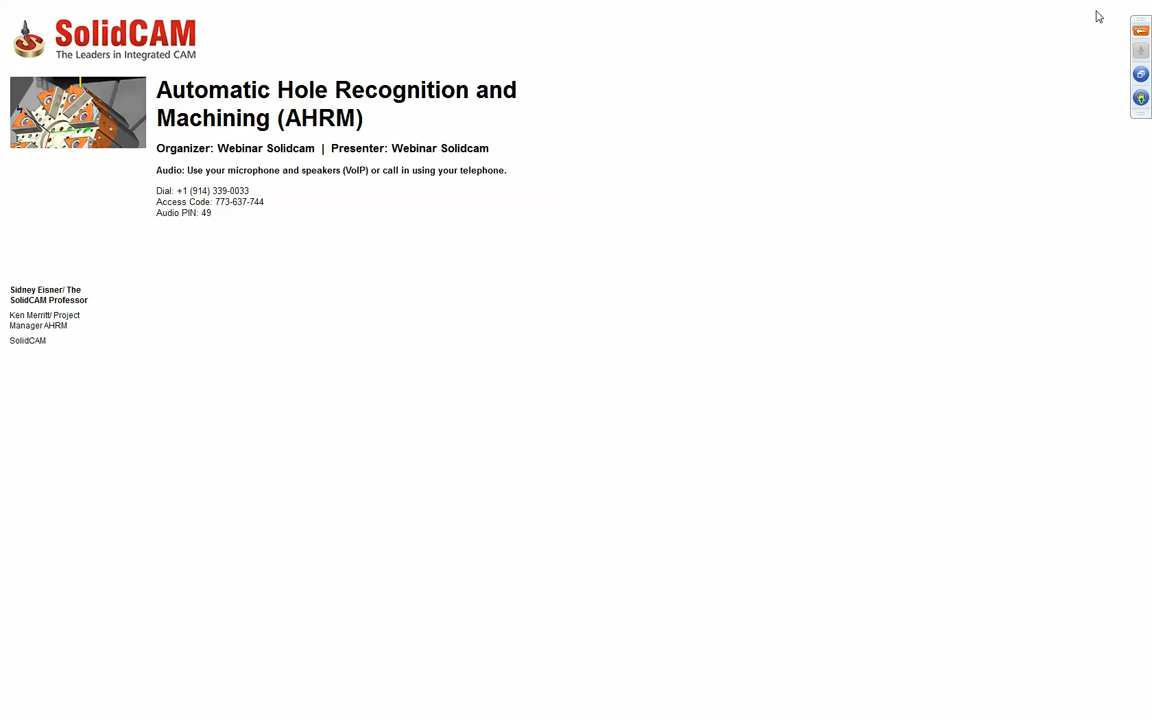 SolidCAM
The Leaders in Integrated CAM
Automatic Hole Recognition and
Machining (AHRM)
Organizer: Webinar Solidcam | Presenter: Webinar Solidcam
Audio: Use your microphone and speakers (VoIP) or call in using your telephone.
Dial: +1 (914) 339-0033
Access Code: 773-637-744
Audio PIN: 49
Sidney Eisner/ The
SolidCAM Professor
Ken Merritt/ Project
Manager AHRM
SolidCAM